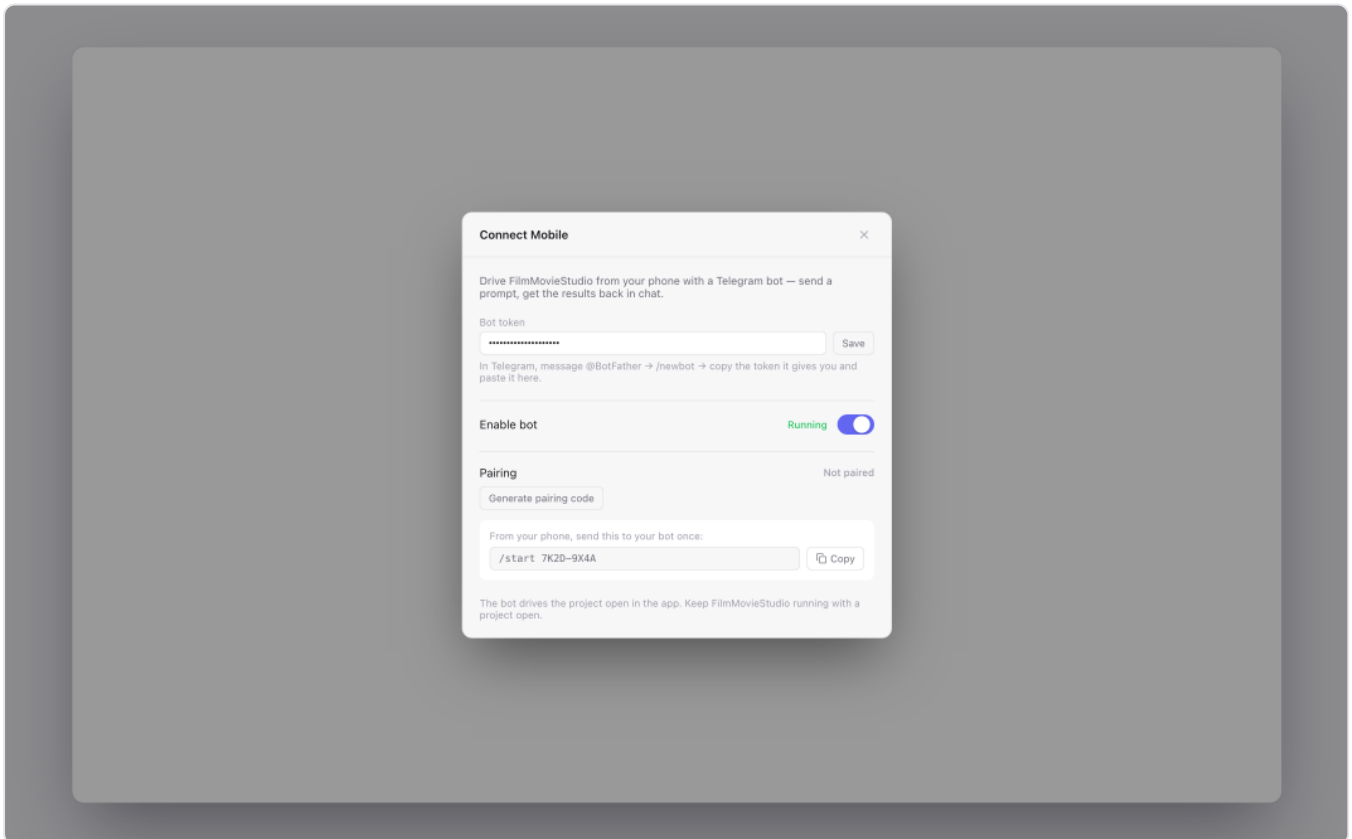 Connect Mobile
Drive FilmMovieStudio from your phone with a Telegram bot — send a
prompt, get the results back in chat.
Bot token
••••••••••••••••••••
Save
In Telegram, message @BotFather → /newbot → copy the token it gives you and
paste it here.
Enable bot
Running
Pairing
Not paired
Generate pairing code
From your phone, send this to your bot once:
/start 7K2D–9X4A
Copy
The bot drives the project open in the app. Keep FilmMovieStudio running with a
project open.